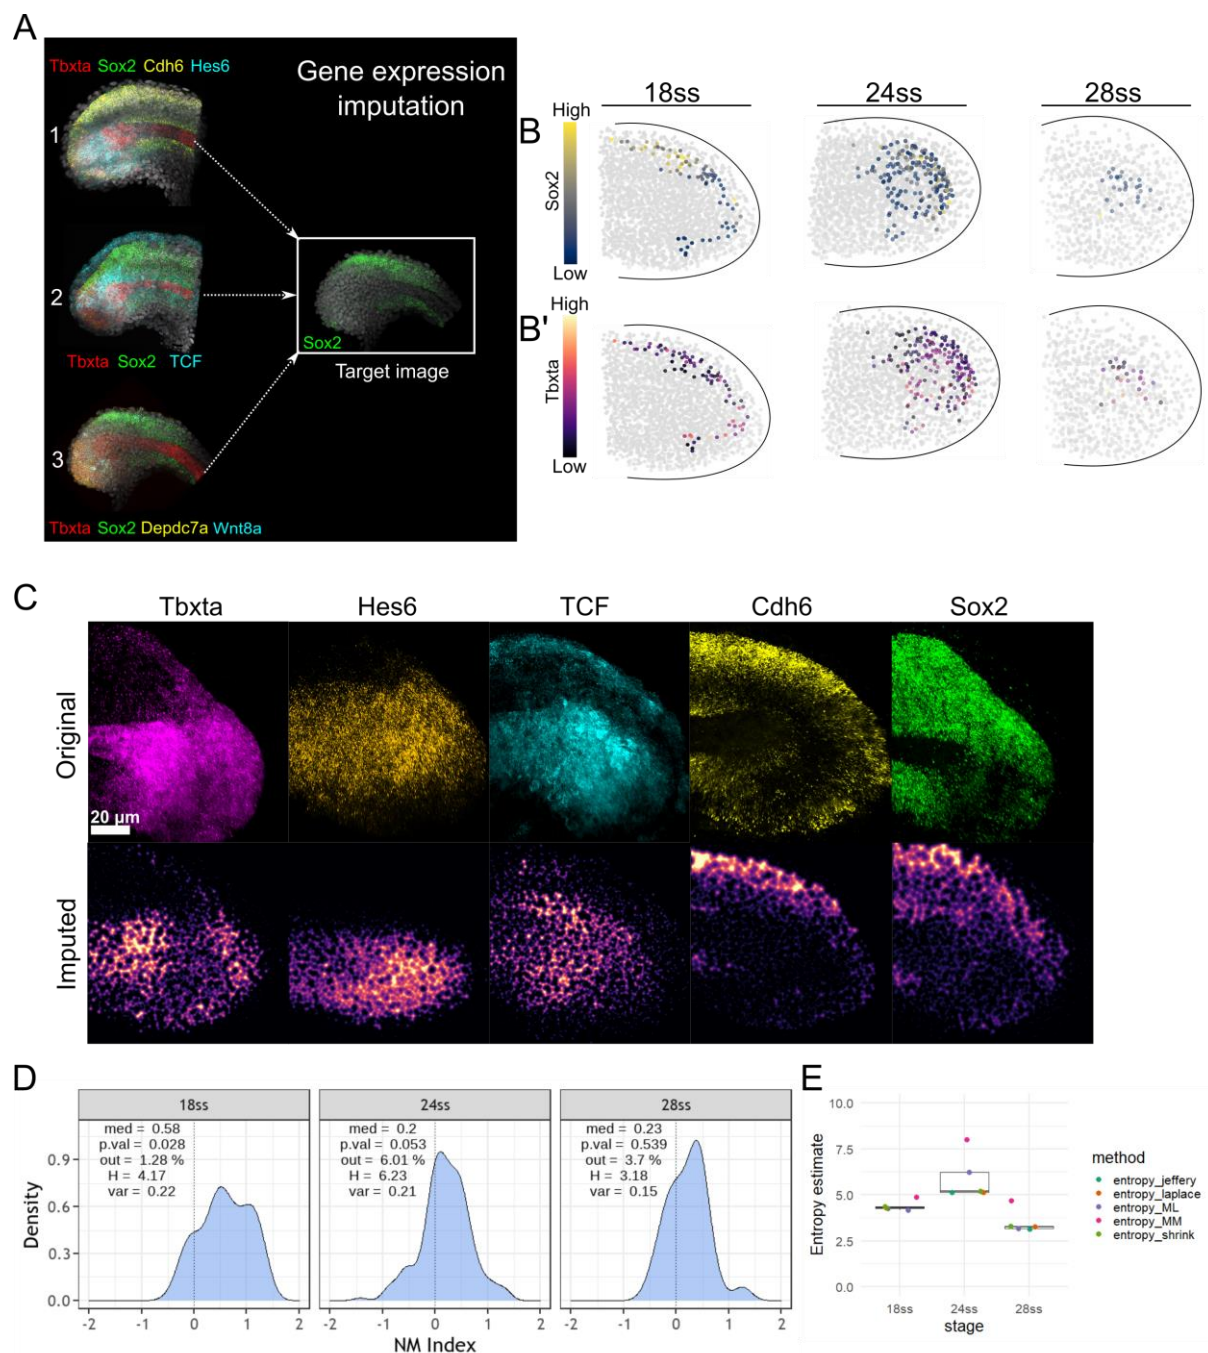 A
Tbxta Sox2 Cdh6 Hes6
Gene expression
imputation
1
2
Tbxta Sox2 TCF
3
Tbxta Sox2 Depdc7a Wnt8a
Sox2
Target image
18ss 24ss 28ss
B
High
Sox2
Low
B'
High
Tbxta
Low
C
Tbxta Hes6 TCF Cdh6 Sox2
Original
20 µm
Imputed
D
18ss
med = 0.58
p.val = 0.028
out = 1.28 %
H = 4.17
var = 0.22
24ss
med = 0.2
p.val = 0.053
out = 6.01 %
H = 6.23
var = 0.21
28ss
med = 0.23
p.val = 0.539
out = 3.7 %
H = 3.18
var = 0.15
Density
0.9
0.6
0.3
0.0
-2 -1 0 1 2 -2 -1 0 1 2 -2 -1 0 1 2
NM Index
E
Entropy estimate
10.0
7.5
5.0
2.5
0.0
18ss 24ss 28ss
stage
method
entropy_jeffery
entropy_laplace
entropy_ML
entropy_MM
entropy_shrink